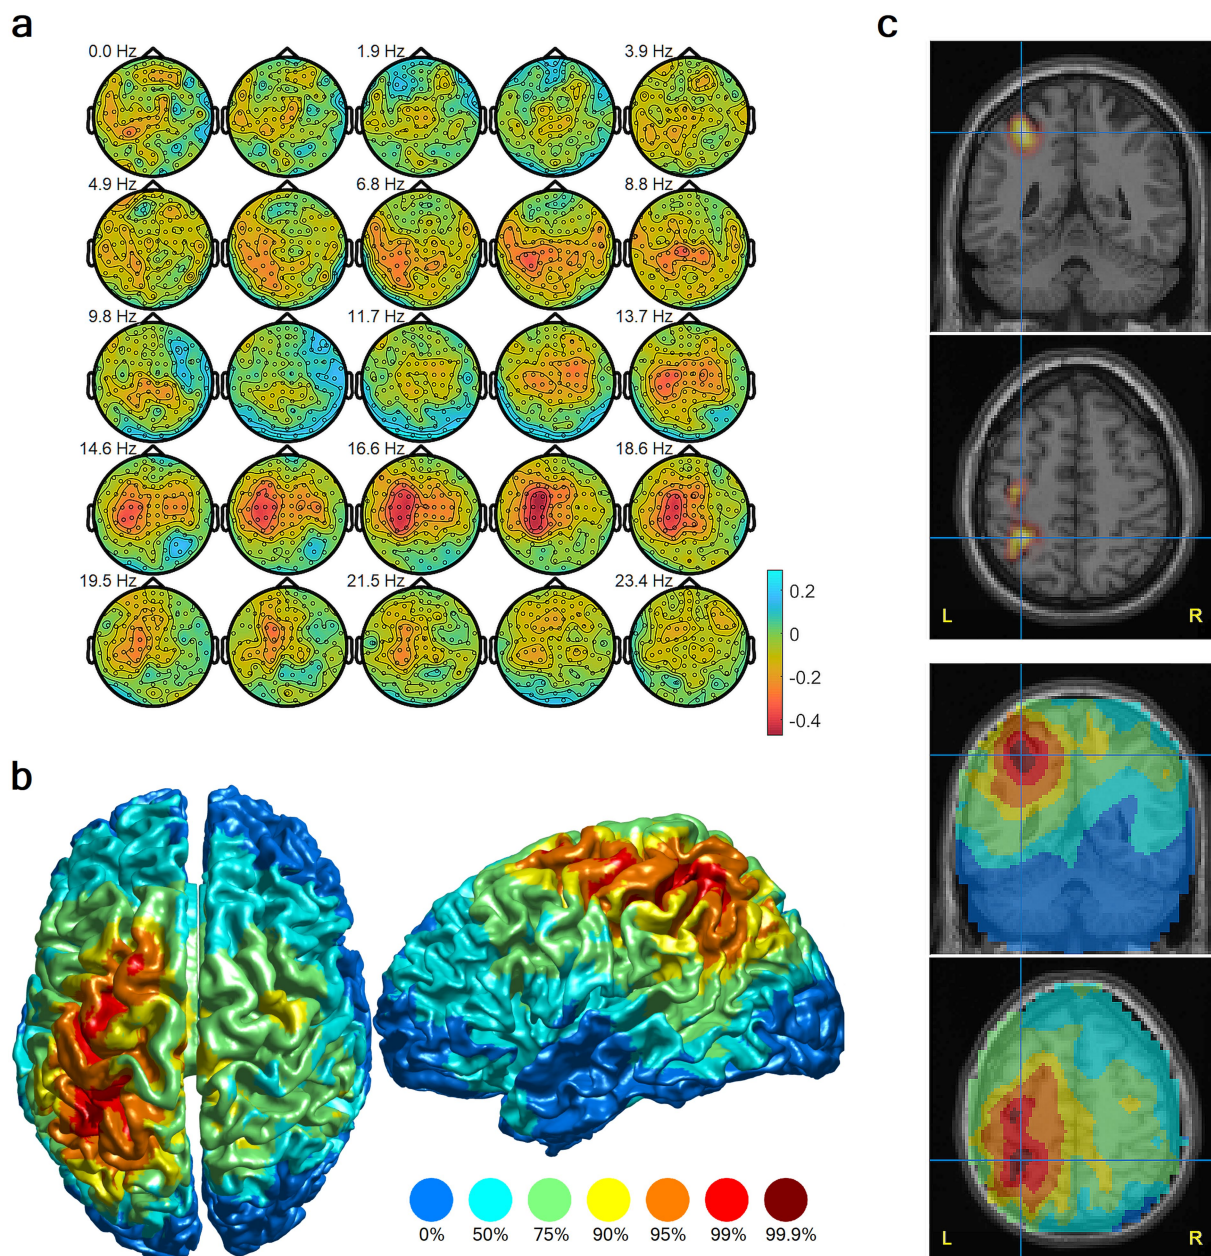 a
c
0.0 Hz 1.9 Hz 3.9 Hz
4.9 Hz 6.8 Hz 8.8 Hz
9.8 Hz 11.7 Hz 13.7 Hz
14.6 Hz 16.6 Hz 18.6 Hz
19.5 Hz 21.5 Hz 23.4 Hz
0.2
0
-0.2
-0.4
L R
b
0% 50% 75% 90% 95% 99% 99.9%
L R